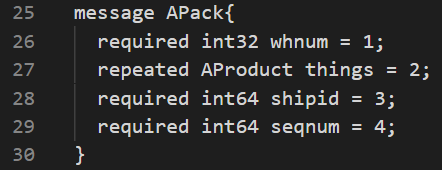 25 message APack{
26 required int32 whnum = 1;
27 repeated AProduct things = 2;
28 required int64 shipid = 3;
29 required int64 seqnum = 4;
30 }